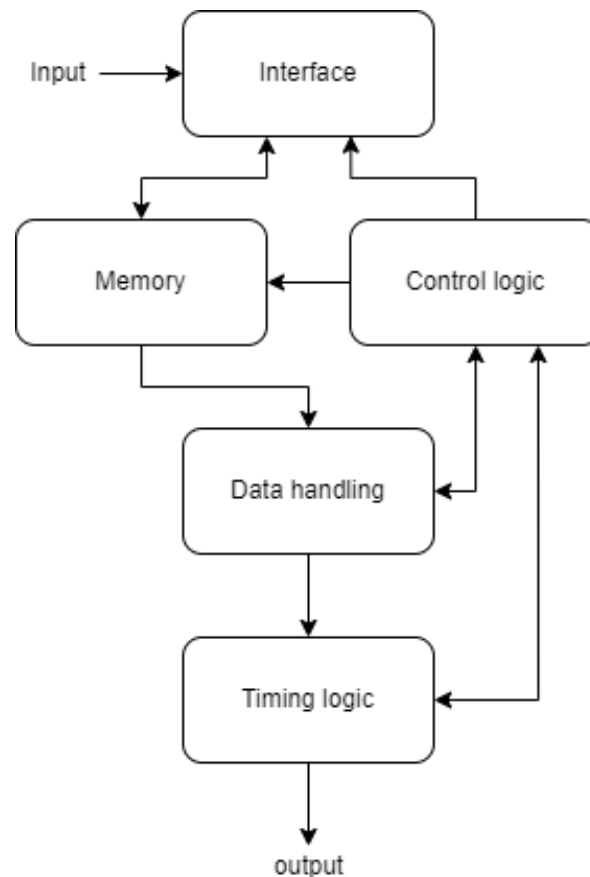 Input
Interface
Memory
Control logic
Data handling
Timing logic
output